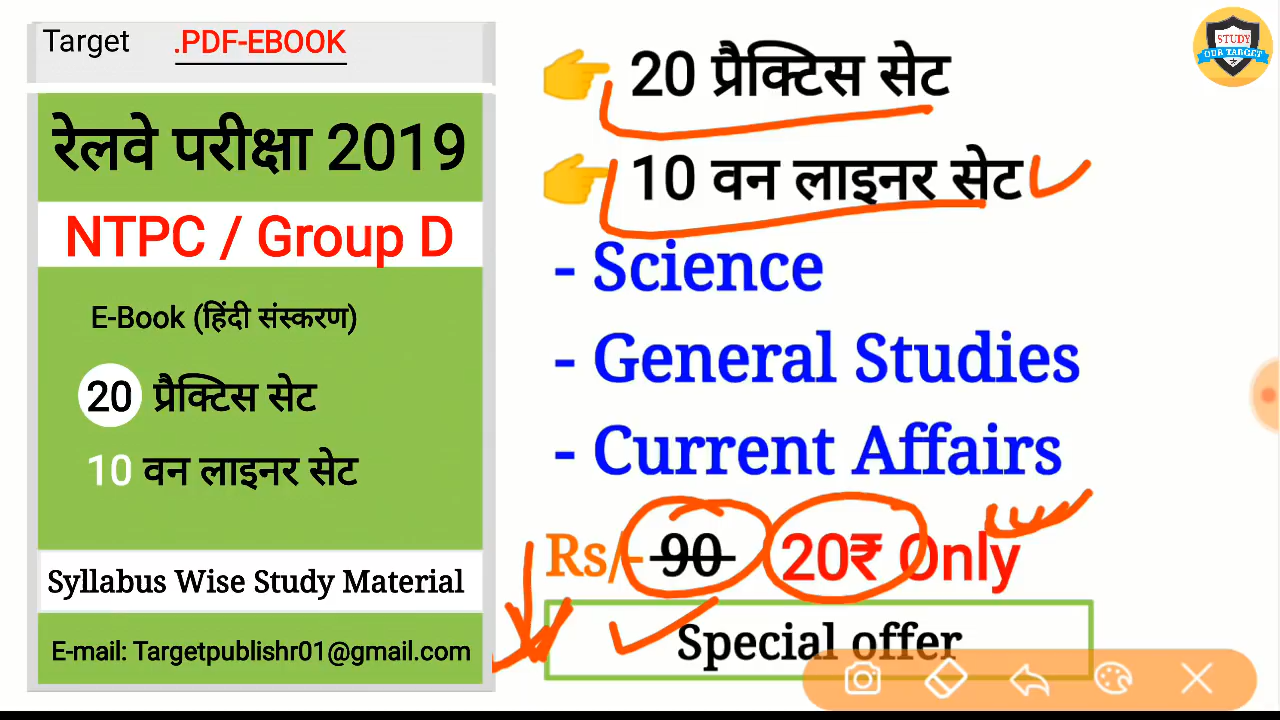 Target .PDF-EBOOK
रेलवे परीक्षा 2019
NTPC / Group D
E-Book (हिंदी संस्करण)
20 प्रैक्टिस सेट
10 वन लाइनर सेट
Syllabus Wise Study Material
E-mail: Targetpublishr01@gmail.com
20 प्रैक्टिस सेट
10 वन लाइनर सेट
- Science
- General Studies
- Current Affairs
Rs/- 90 20₹ Only
Special offer
STUDY
OUR TARGET